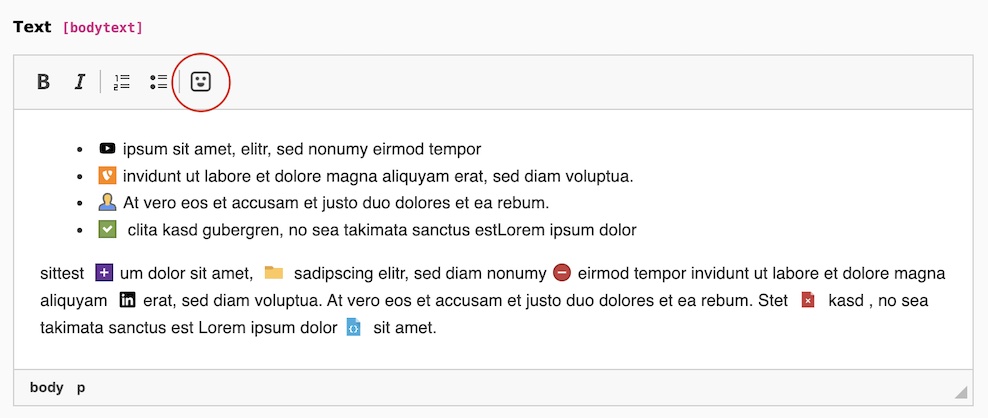 Text [bodytext]
B I
ipsum sit amet, elitr, sed nonumy eirmod tempor
invidunt ut labore et dolore magna aliquyam erat, sed diam voluptua.
At vero eos et accusam et justo duo dolores et ea rebum.
clita kasd gubergren, no sea takimata sanctus estLorem ipsum dolor
sittest um dolor sit amet, sadipscing elitr, sed diam nonumy eirmod tempor invidunt ut labore et dolore magna
aliquyam in erat, sed diam voluptua. At vero eos et accusam et justo duo dolores et ea rebum. Stet kasd , no sea
takimata sanctus est Lorem ipsum dolor sit amet.
body p